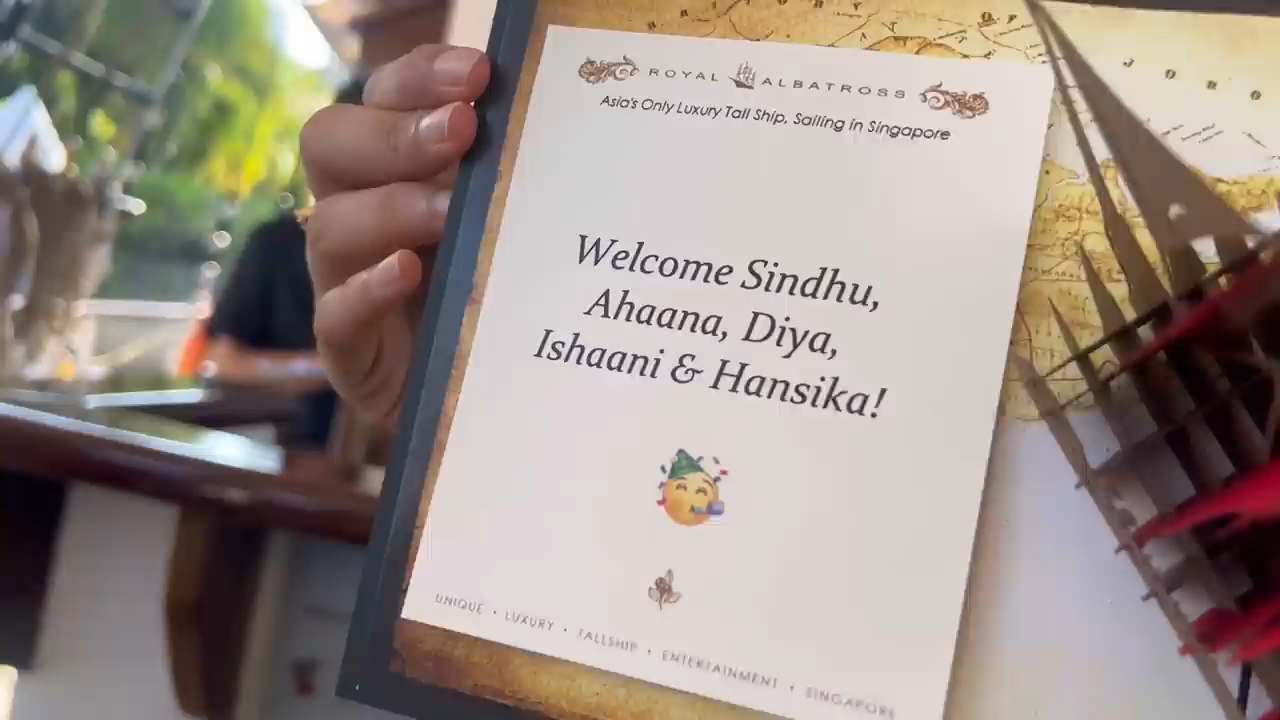 ROYAL ALBATROSS
Asia's Only Luxury Tall Ship, Sailing in Singapore
Welcome Sindhu,
Ahaana, Diya,
Ishaani & Hansika!
UNIQUE • LUXURY • TALLSHIP • ENTERTAINMENT • SINGAPORE